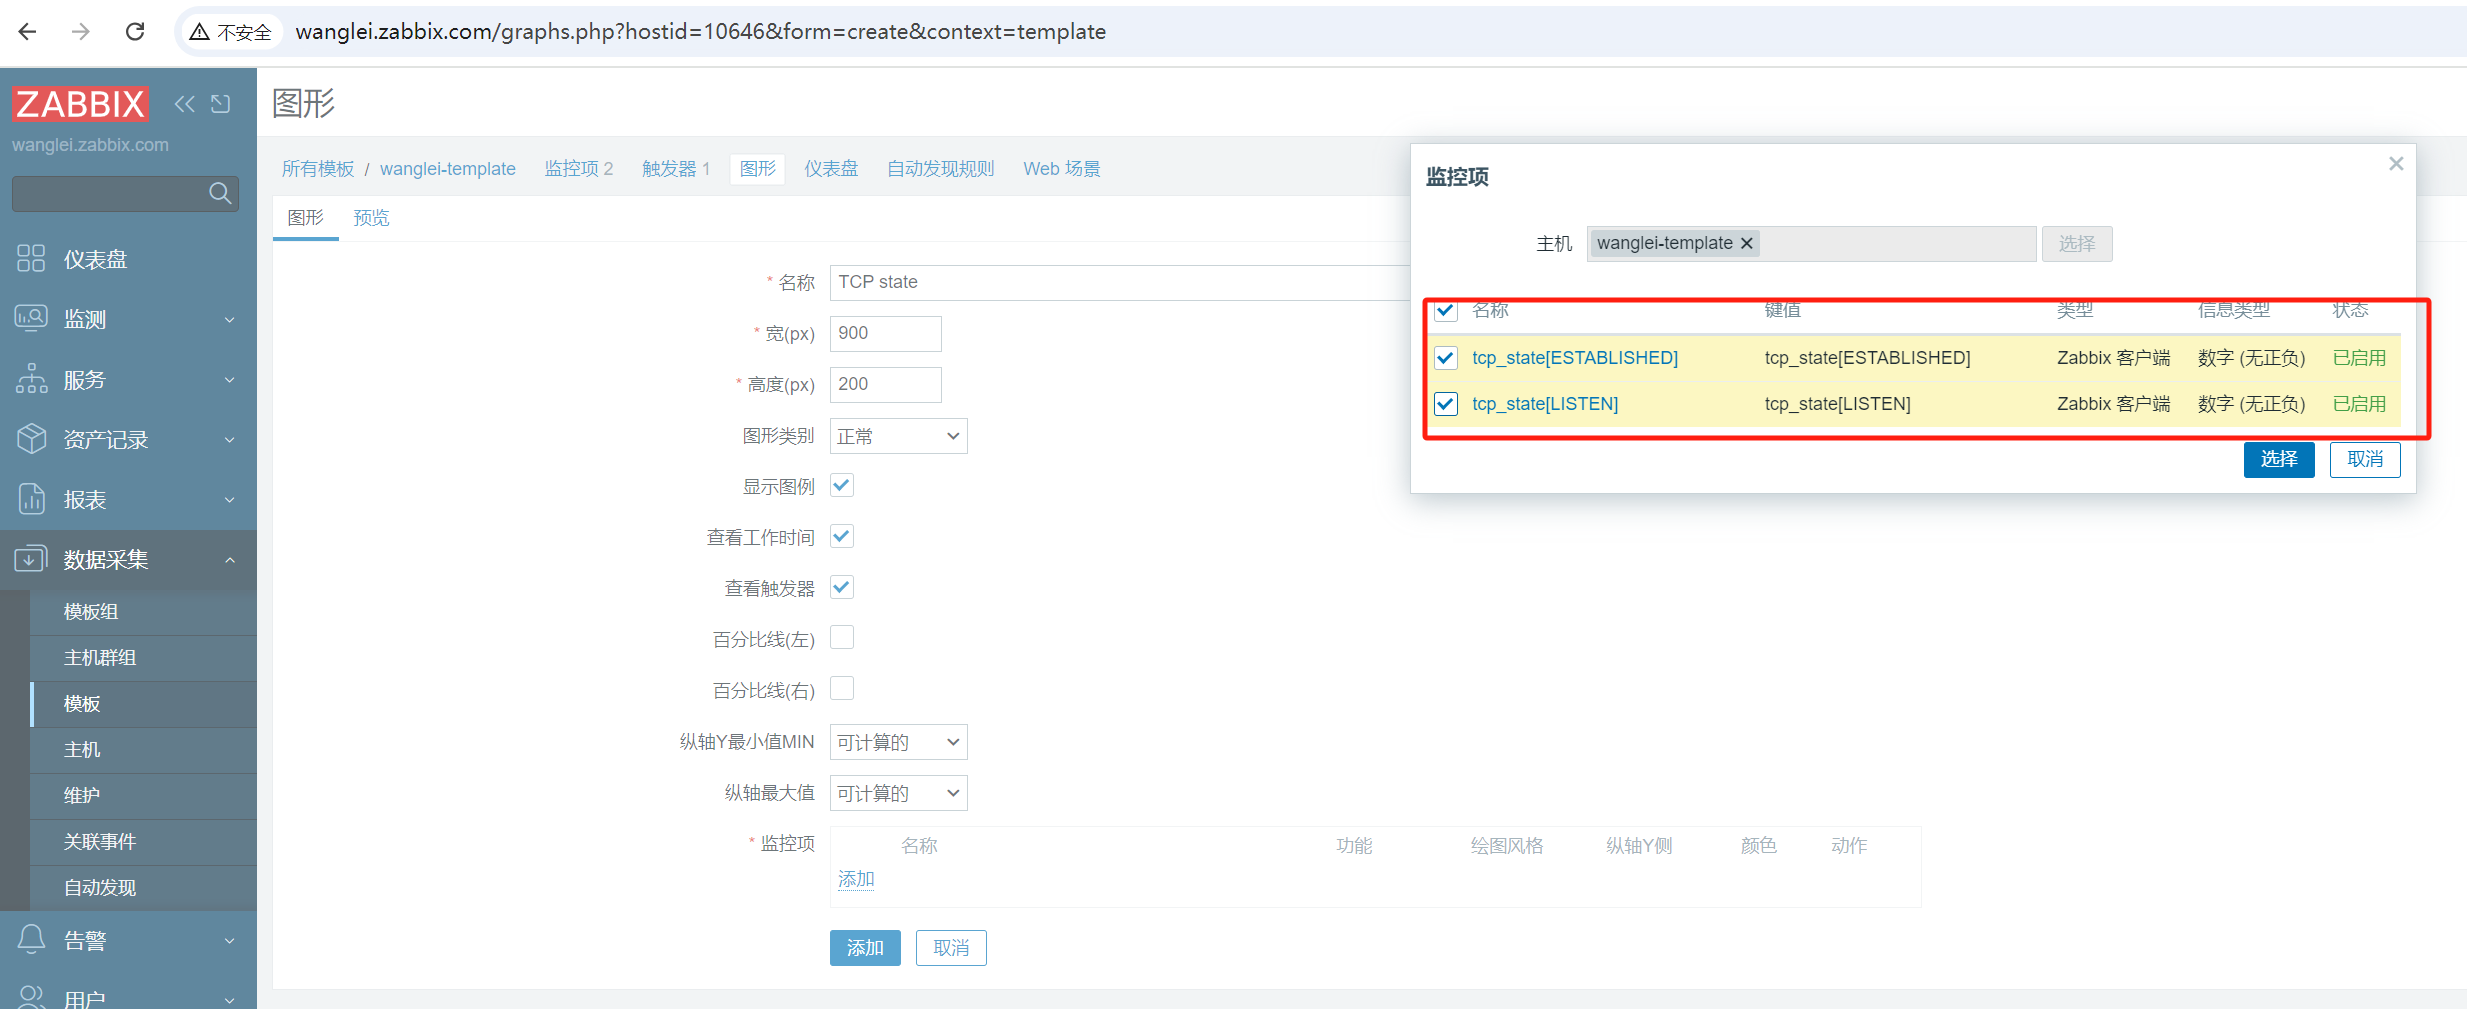 不安全 wanglei.zabbix.com/graphs.php?hostid=10646&form=create&context=template
ZABBIX
wanglei.zabbix.com
仪表盘
监测
服务
资产记录
报表
数据采集
模板组
主机群组
模板
主机
维护
关联事件
自动发现
告警
用户
图形
所有模板 / wanglei-template 监控项 2 触发器 1 图形 仪表盘 自动发现规则 Web 场景
图形 预览
* 名称 TCP state
* 宽(px) 900
* 高度(px) 200
图形类别 正常
显示图例
查看工作时间
查看触发器
百分比线(左)
百分比线(右)
纵轴Y最小值MIN 可计算的
纵轴最大值 可计算的
* 监控项 名称 功能 绘图风格 纵轴Y侧 颜色 动作
添加
添加 取消
监控项
主机 wanglei-template 选择
名称 键值 类型 信息类型 状态
tcp_state[ESTABLISHED] tcp_state[ESTABLISHED] Zabbix 客户端 数字 (无正负) 已启用
tcp_state[LISTEN] tcp_state[LISTEN] Zabbix 客户端 数字 (无正负) 已启用
选择 取消